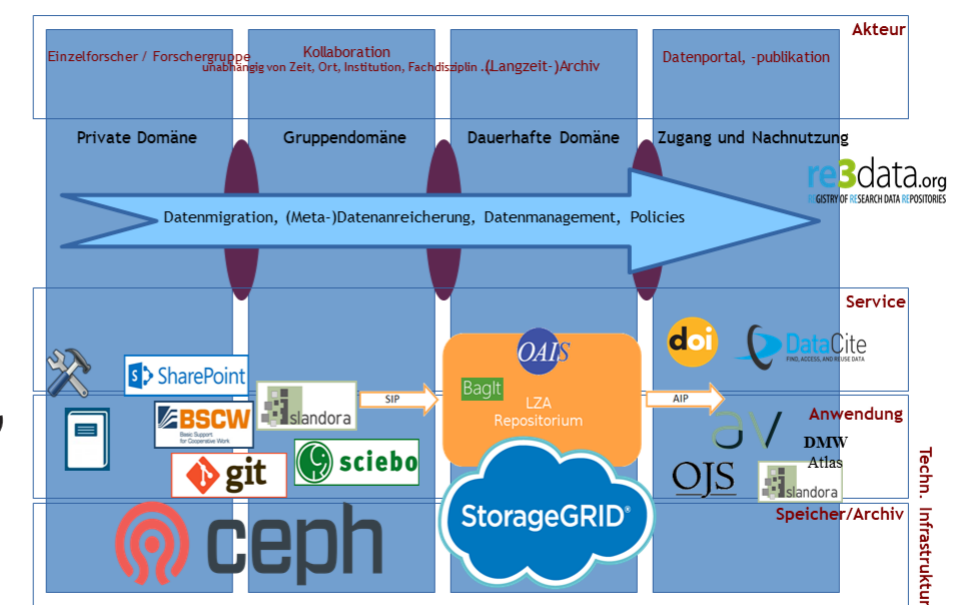 Akteur
Einzelforscher / Forschergruppe
Kollaboration
unabhängig von Zeit, Ort, Institution, Fachdisziplin ...
(Langzeit-)Archiv
Datenportal, -publikation
Private Domäne
Gruppendomäne
Dauerhafte Domäne
Zugang und Nachnutzung
re3data.org
GISTRY OF RESEARCH DATA REPOSITORIES
Datenmigration, (Meta-)Datenanreicherung, Datenmanagement, Policies
Service
OAIS
doi
DataCite
FIND, ACCESS, AND REUSE DATA
SharePoint
BagIt
LZA
Repositorium
SIP
AIP
Anwendung
BSCW
Basic Support
for Cooperative Work
islandora
av
DMW
Atlas
git
sciebo
OJS
islandora
Techn. Infrastruktur
Speicher/Archiv
ceph
StorageGRID®